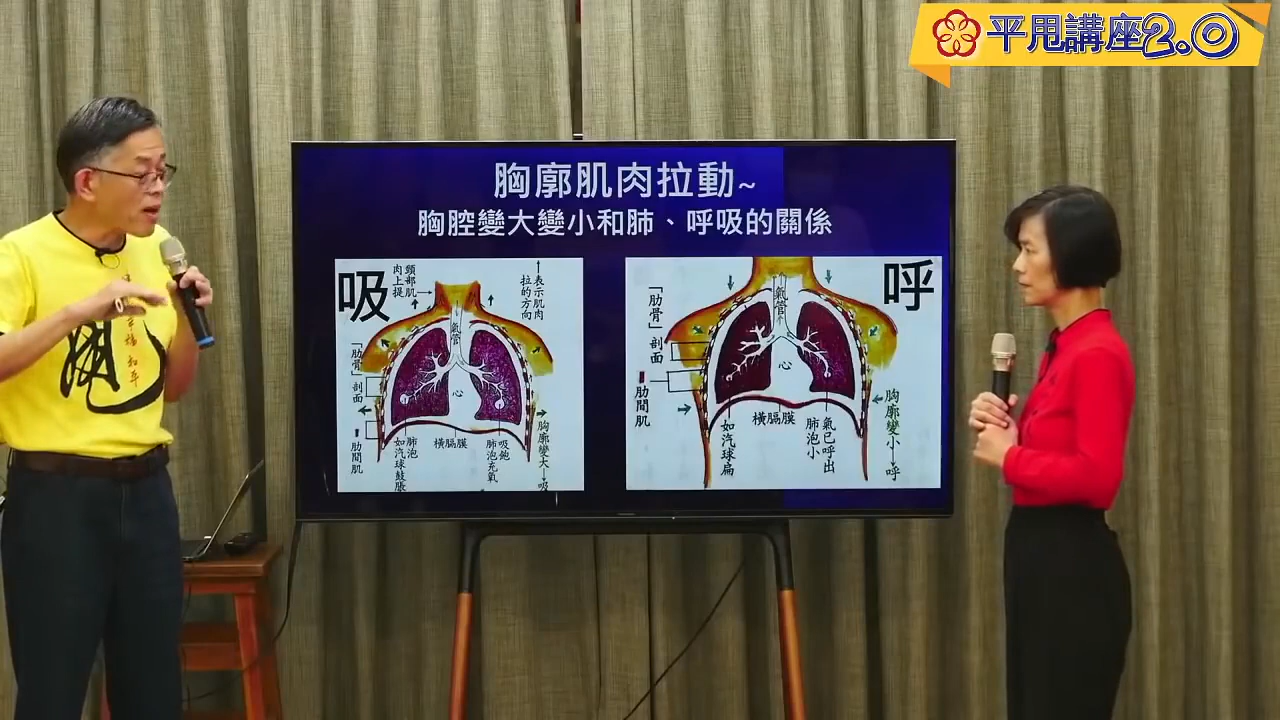 平甩講座2.0
胸廓肌肉拉動~
胸腔變大變小和肺、呼吸的關係
吸
頸部肌
肉上提
表示肌肉
拉的方向
氣管
心
「肋骨」剖面
肋間肌
肺泡
如汽球鼓脹
橫膈膜
吸飽
肺泡充氧
胸廓變大→吸
呼
氣管
心
「肋骨」剖面
肋間肌
如汽球扁
橫膈膜
氣已呼出
肺泡小
胸廓變小→呼